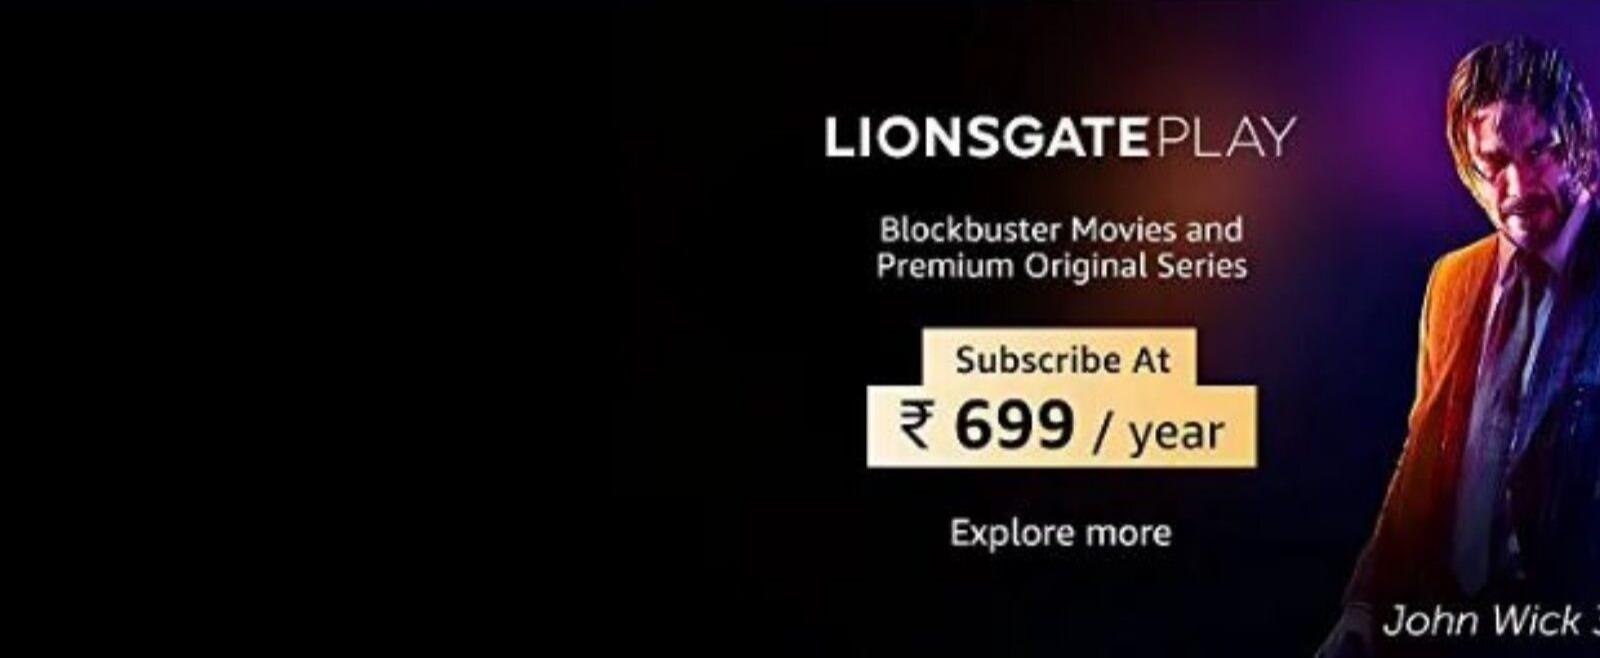 LIONSGATEPLAY
Blockbuster Movies and
Premium Original Series
Subscribe At
₹ 699 / year
Explore more
John Wick